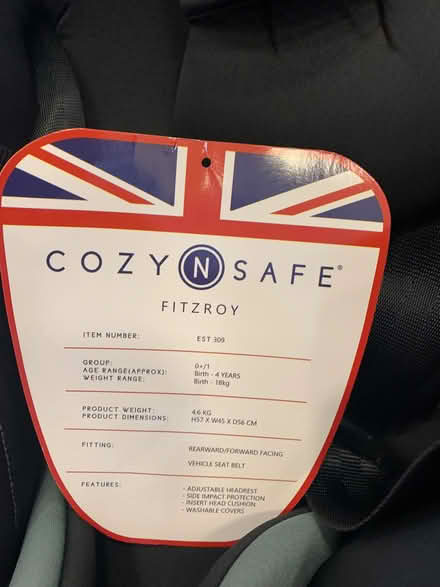 COZY N SAFE®
FITZROY
ITEM NUMBER: EST 309
GROUP: 0+/1
AGE RANGE(APPROX): Birth - 4 YEARS
WEIGHT RANGE: Birth - 18kg
PRODUCT WEIGHT: 4.6 KG
PRODUCT DIMENSIONS: H57 X W45 X D56 CM
FITTING: REARWARD/FORWARD FACING
VEHICLE SEAT BELT
FEATURES: - ADJUSTABLE HEADREST
- SIDE IMPACT PROTECTION
- INSERT HEAD CUSHION
- WASHABLE COVERS